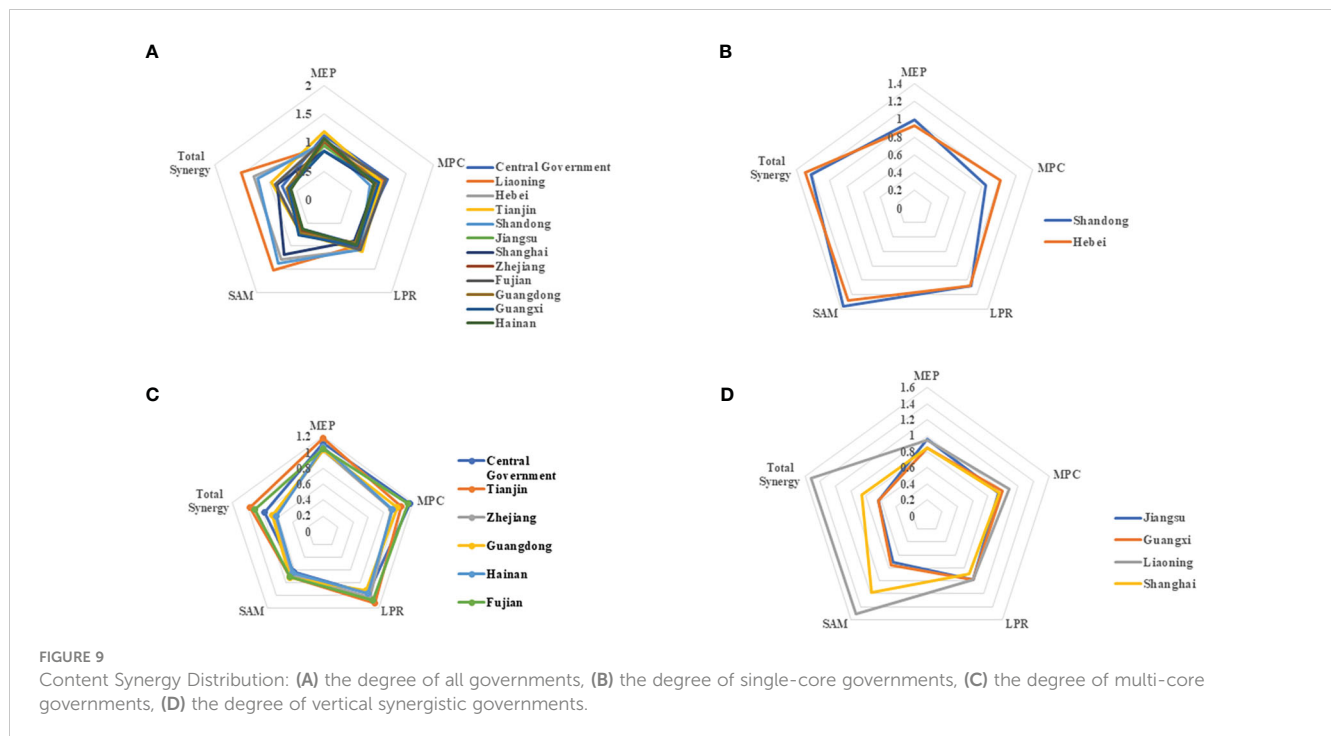 A
MEP
2
1.5
1
0.5
0
MPC
LPR
SAM
Total
Synergy
Central Government
Liaoning
Hebei
Tianjin
Shandong
Jiangsu
Shanghai
Zhejiang
Fujian
Guangdong
Guangxi
Hainan
B
MEP
1.4
1.2
1
0.8
0.6
0.4
0.2
0
MPC
LPR
SAM
Total
Synergy
Shandong
Hebei
C
MEP
1.2
1
0.8
0.6
0.4
0.2
0
MPC
LPR
SAM
Total
Synergy
Central
Government
Tianjin
Zhejiang
Guangdong
Hainan
Fujian
D
MEP
1.6
1.4
1.2
1
0.8
0.6
0.4
0.2
0
MPC
LPR
SAM
Total
Synergy
Jiangsu
Guangxi
Liaoning
Shanghai
FIGURE 9
Content Synergy Distribution: (A) the degree of all governments, (B) the degree of single-core governments, (C) the degree of multi-core
governments, (D) the degree of vertical synergistic governments.